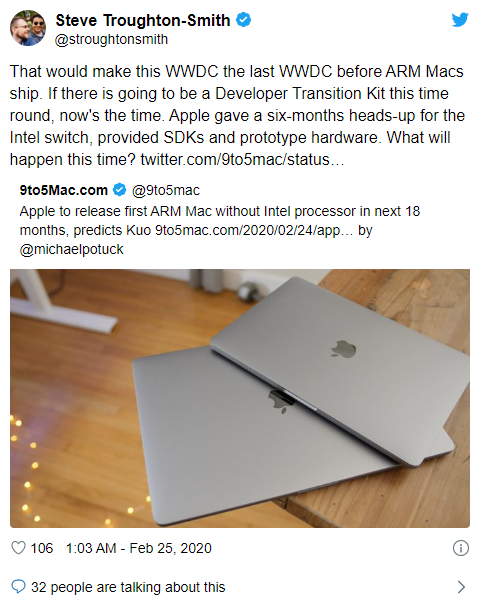 Steve Troughton-Smith
@stroughtonsmith
That would make this WWDC the last WWDC before ARM Macs
ship. If there is going to be a Developer Transition Kit this time
round, now's the time. Apple gave a six-months heads-up for the
Intel switch, provided SDKs and prototype hardware. What will
happen this time? twitter.com/9to5mac/status…
9to5Mac.com @9to5mac
Apple to release first ARM Mac without Intel processor in next 18
months, predicts Kuo 9to5mac.com/2020/02/24/app… by
@michaelpotuck
106 1:03 AM - Feb 25, 2020
32 people are talking about this